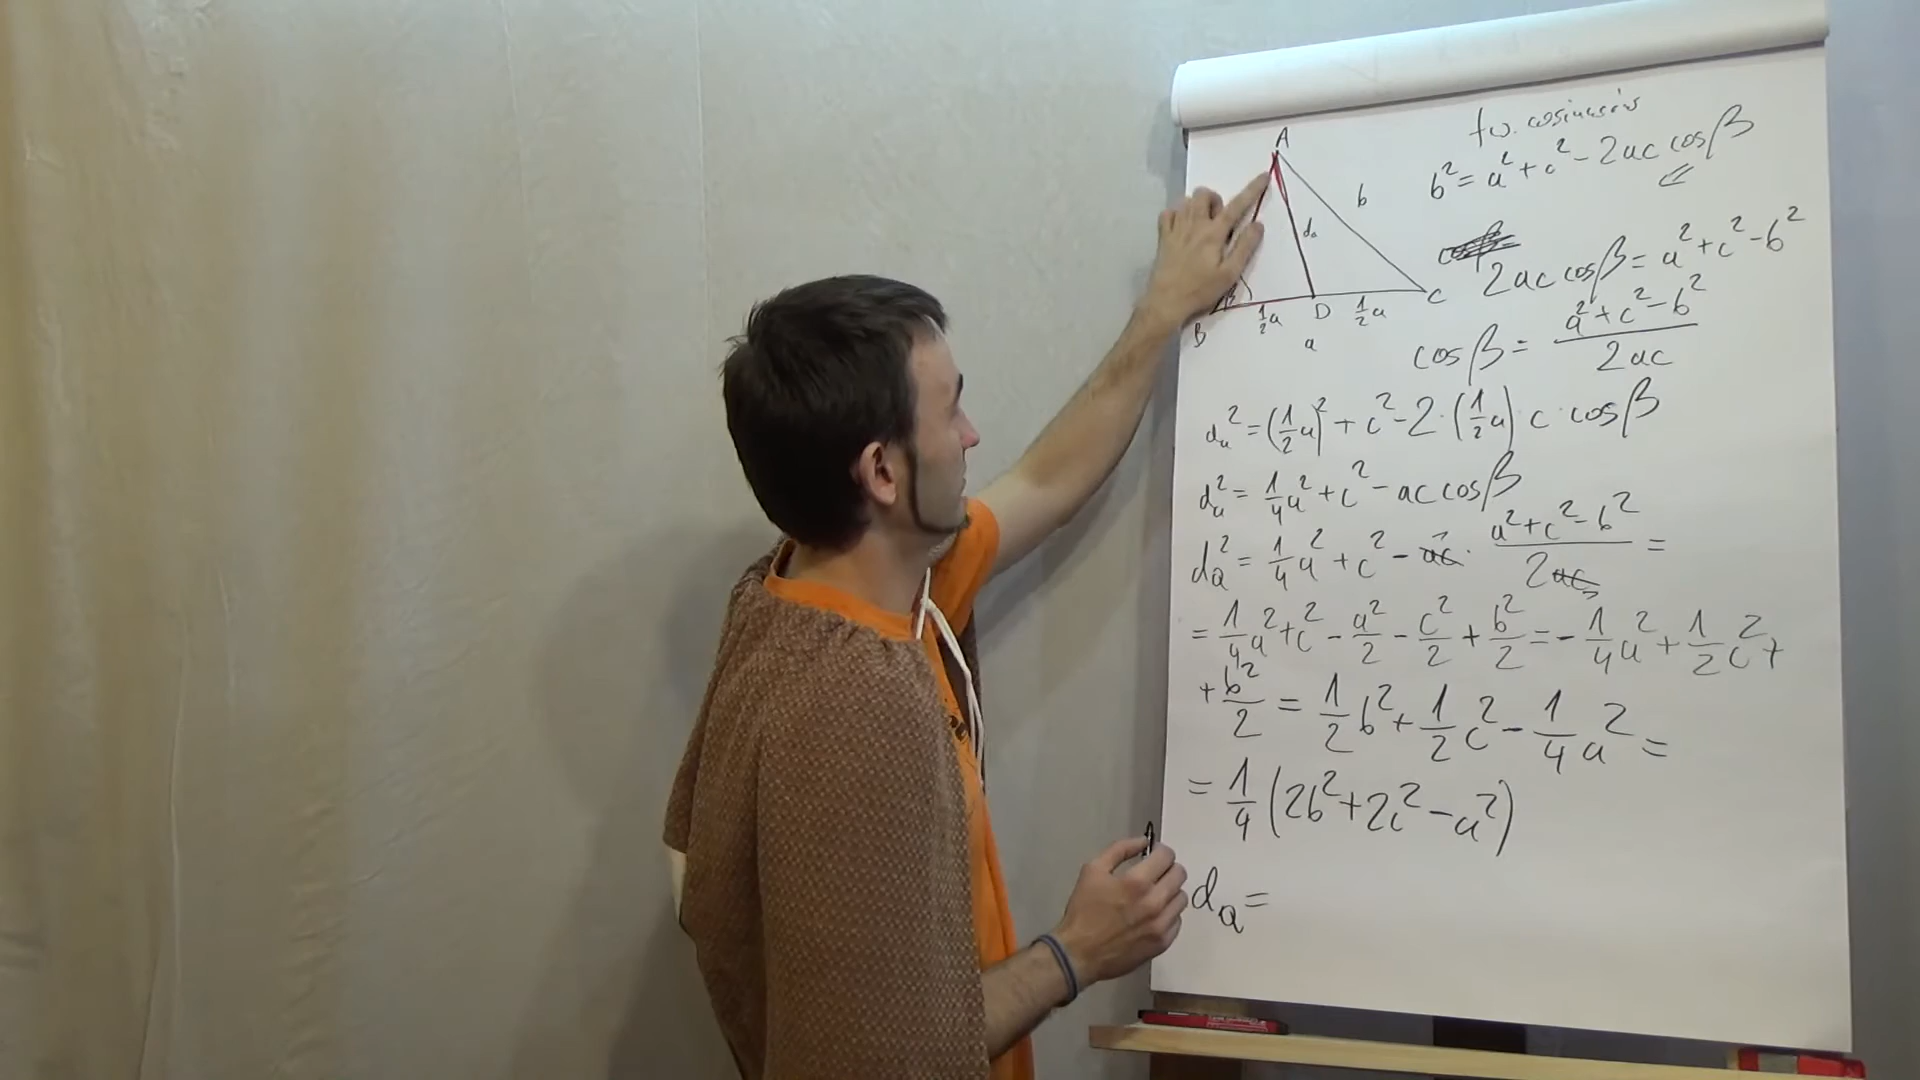 tw. cosinusów
b² = a² + c² - 2ac cos β
A
b
dₐ
2ac cos β = a² + c² - b²
β
B
½a
D
½a
C
a
cos β = (a² + c² - b²)/2ac
dₐ² = (½a)² + c² - 2·(½a)·c·cos β
dₐ² = ¼a² + c² - ac cos β
dₐ² = ¼a² + c² - ac · (a² + c² - b²)/2ac =
= ¼a² + c² - a²/2 - c²/2 + b²/2 = -¼a² + ½c² +
+ b²/2 = ½b² + ½c² - ¼a² =
= ¼(2b² + 2c² - a²)
dₐ =